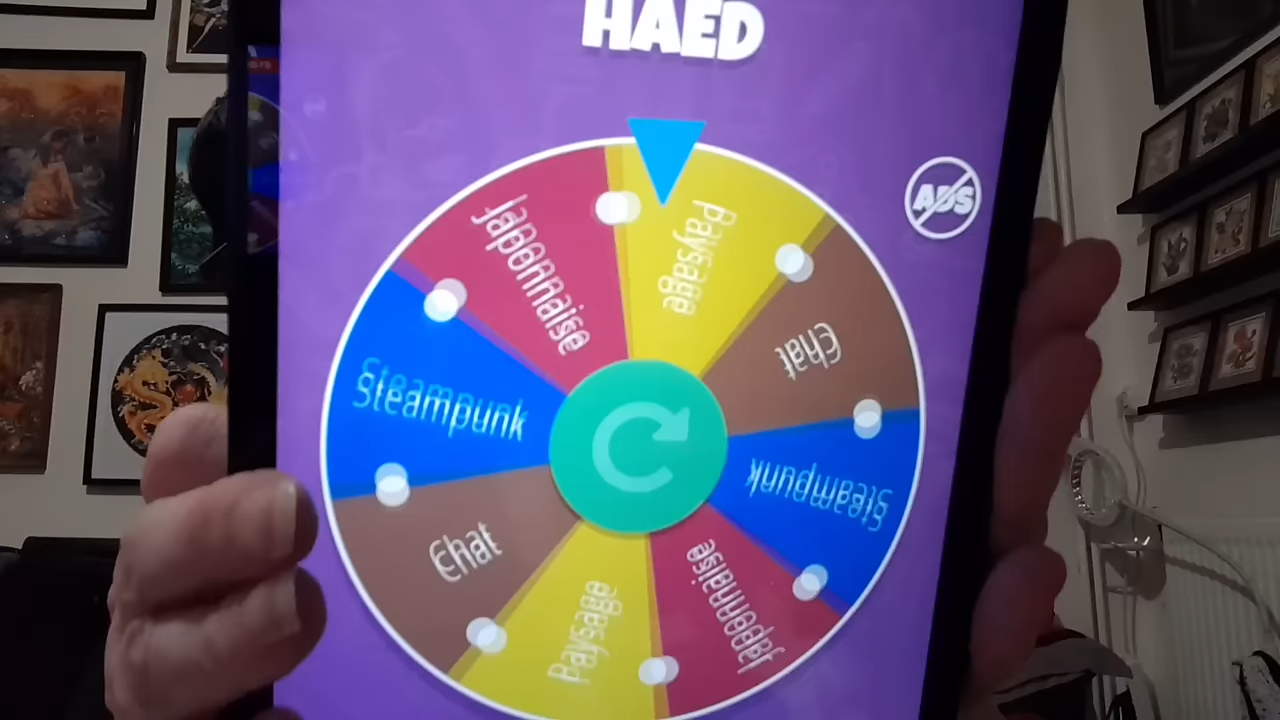 HAED
ADS
Japonnaise
Paysage
Chat
Steampunk
Steampunk
Chat
Paysage
Japonnaise